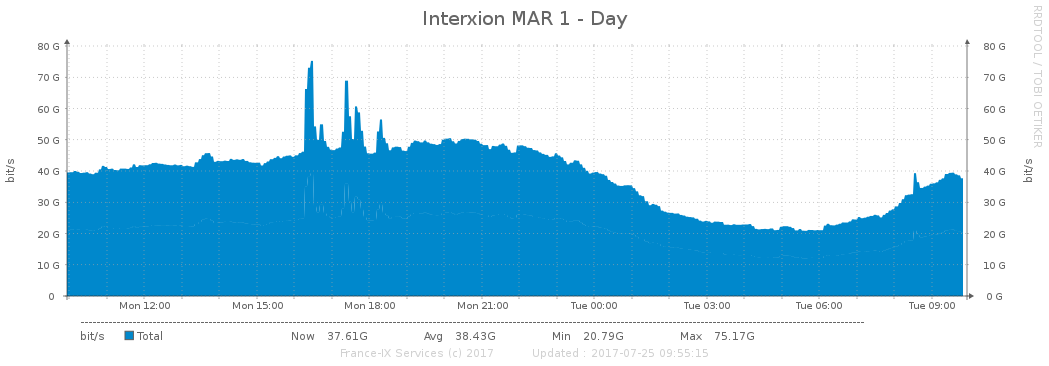 Interxion MAR 1 - Day
RRDTOOL / TOBI OETIKER
80 G 80 G
70 G 70 G
60 G 60 G
50 G 50 G
40 G 40 G
30 G 30 G
20 G 20 G
10 G 10 G
0 0 G
bit/s bit/s
Mon 12:00 Mon 15:00 Mon 18:00 Mon 21:00 Tue 00:00 Tue 03:00 Tue 06:00 Tue 09:00
bit/s Total Now 37.61G Avg 38.43G Min 20.79G Max 75.17G
France-IX Services (c) 2017 Updated : 2017-07-25 09:55:15